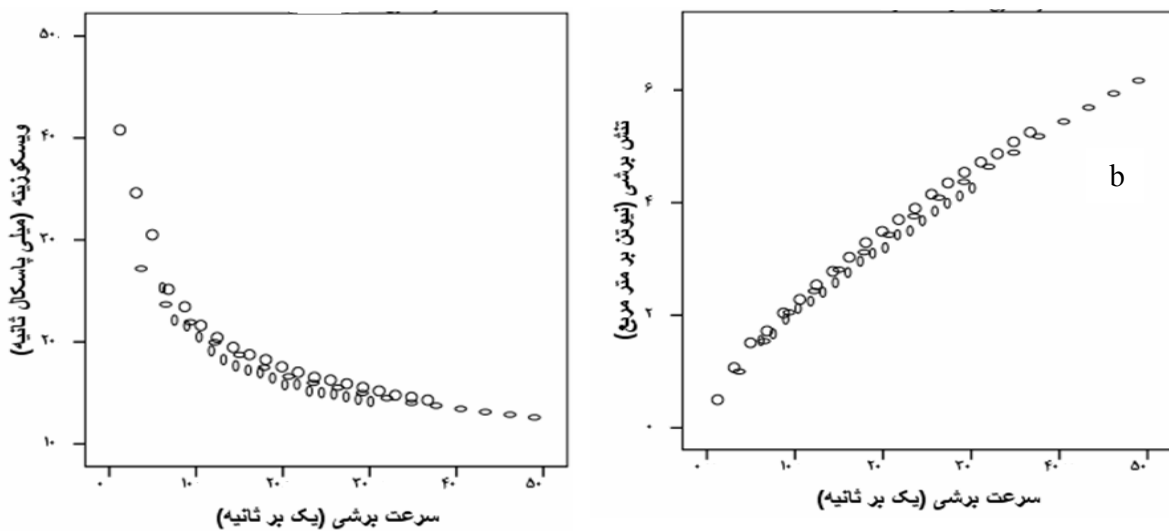 ۵۰
۴۰
۳۰
۲۰
۱۰
ویسکوزیته (میلی پاسکال ثانیه)
۰ ۱۰ ۲۰ ۳۰ ۴۰ ۵۰
سرعت برشی (یک بر ثانیه)
۶
۴
۲
۰
تنش برشی (نیوتن بر متر مربع)
b
۰ ۱۰ ۲۰ ۳۰ ۴۰ ۵۰
سرعت برشی (یک بر ثانیه)